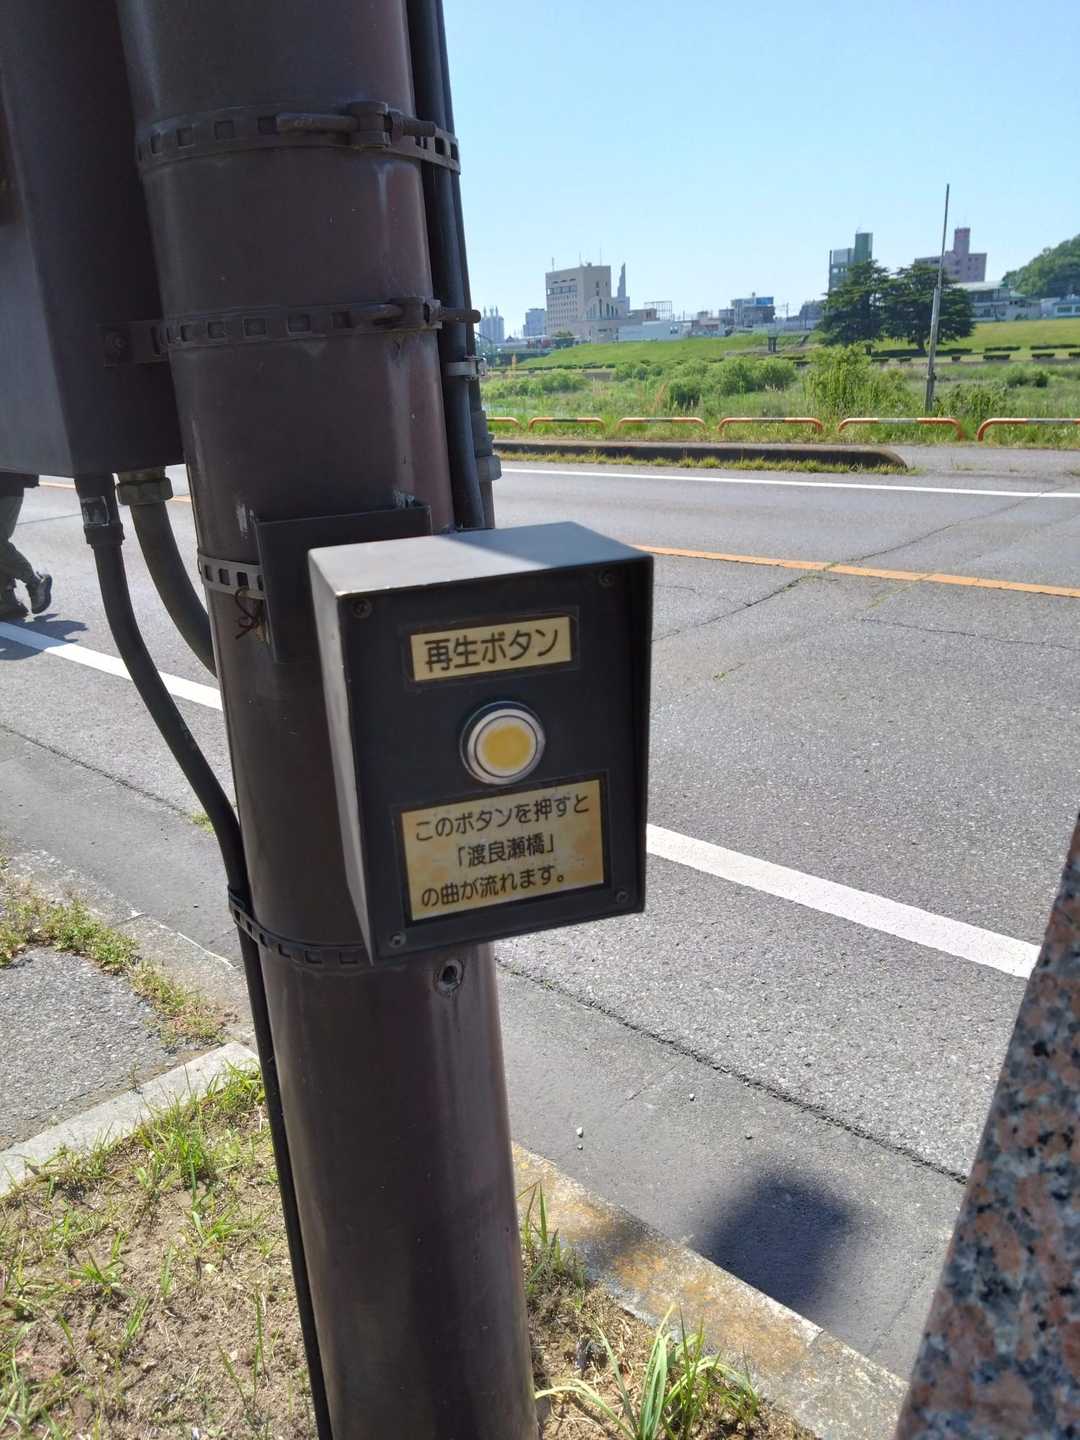 再生ボタン
このボタンを押すと
「渡良瀬橋」
の曲が流れます。